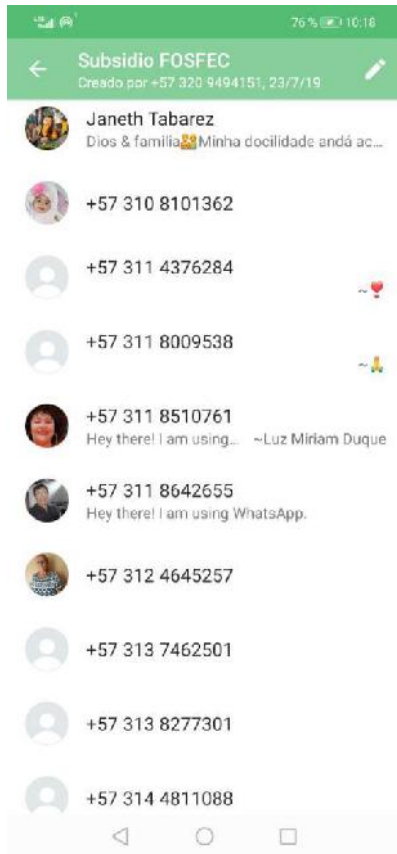 76 % 10:18
Subsidio FOSFEC
Creado por +57 320 9494151, 23/7/19
Janeth Tabarez
Dios & familia👨‍👩‍👧‍👦Minha docilidade andá ac...
+57 310 8101362
+57 311 4376284
~❣️
+57 311 8009538
~🙏
+57 311 8510761
Hey there! I am using... ~Luz Miriam Duque
+57 311 8642655
Hey there! I am using WhatsApp.
+57 312 4645257
+57 313 7462501
+57 313 8277301
+57 314 4811088